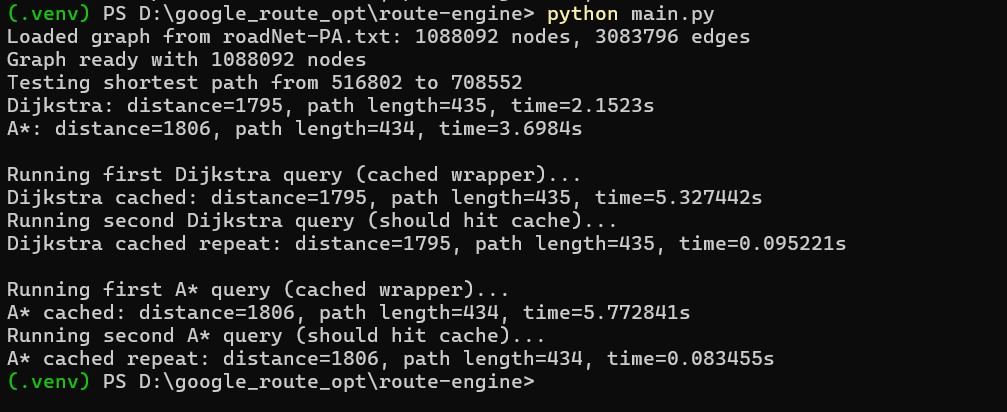 (.venv) PS D:\google_route_opt\route-engine> python main.py
Loaded graph from roadNet-PA.txt: 1088092 nodes, 3083796 edges
Graph ready with 1088092 nodes
Testing shortest path from 516802 to 708552
Dijkstra: distance=1795, path length=435, time=2.1523s
A*: distance=1806, path length=434, time=3.6984s
Running first Dijkstra query (cached wrapper)...
Dijkstra cached: distance=1795, path length=435, time=5.327442s
Running second Dijkstra query (should hit cache)...
Dijkstra cached repeat: distance=1795, path length=435, time=0.095221s
Running first A* query (cached wrapper)...
A* cached: distance=1806, path length=434, time=5.772841s
Running second A* query (should hit cache)...
A* cached repeat: distance=1806, path length=434, time=0.083455s
(.venv) PS D:\google_route_opt\route-engine>